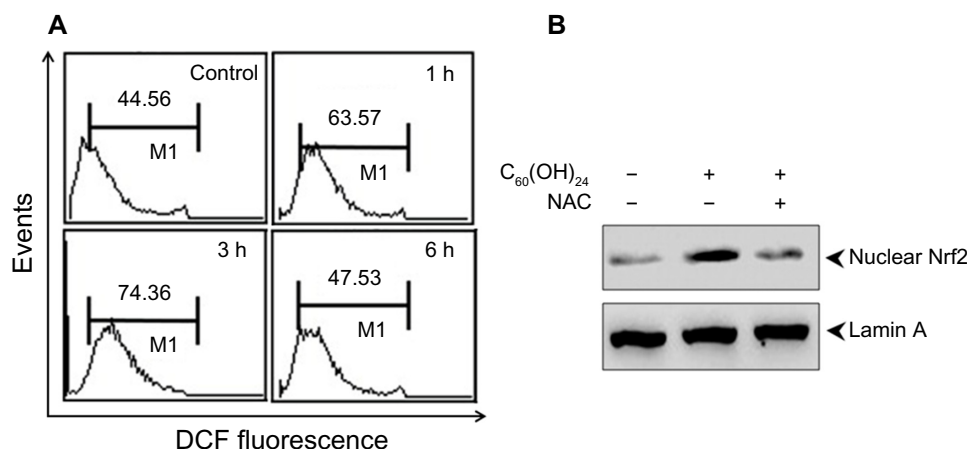 A
Events
Control
44.56
M1
1 h
63.57
M1
3 h
74.36
M1
6 h
47.53
M1
DCF fluorescence
B
C₆₀(OH)₂₄ – + +
NAC – – +
Nuclear Nrf2
Lamin A